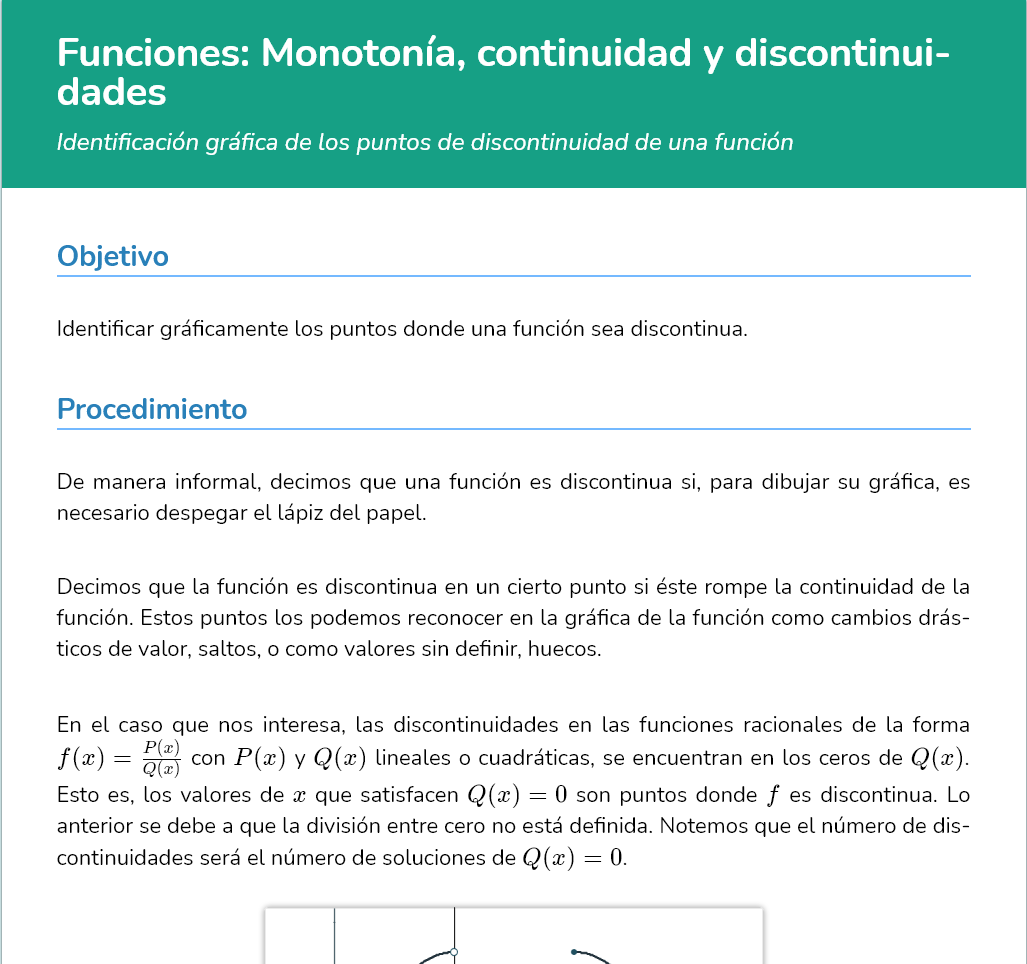 Funciones: Monotonía, continuidad y discontinui-
dades
Identificación gráfica de los puntos de discontinuidad de una función
Objetivo
Identificar gráficamente los puntos donde una función sea discontinua.
Procedimiento
De manera informal, decimos que una función es discontinua si, para dibujar su gráfica, es
necesario despegar el lápiz del papel.
Decimos que la función es discontinua en un cierto punto si éste rompe la continuidad de la
función. Estos puntos los podemos reconocer en la gráfica de la función como cambios drás-
ticos de valor, saltos, o como valores sin definir, huecos.
En el caso que nos interesa, las discontinuidades en las funciones racionales de la forma
f(x) = P(x)/Q(x) con P(x) y Q(x) lineales o cuadráticas, se encuentran en los ceros de Q(x).
Esto es, los valores de x que satisfacen Q(x) = 0 son puntos donde f es discontinua. Lo
anterior se debe a que la división entre cero no está definida. Notemos que el número de dis-
continuidades será el número de soluciones de Q(x) = 0.